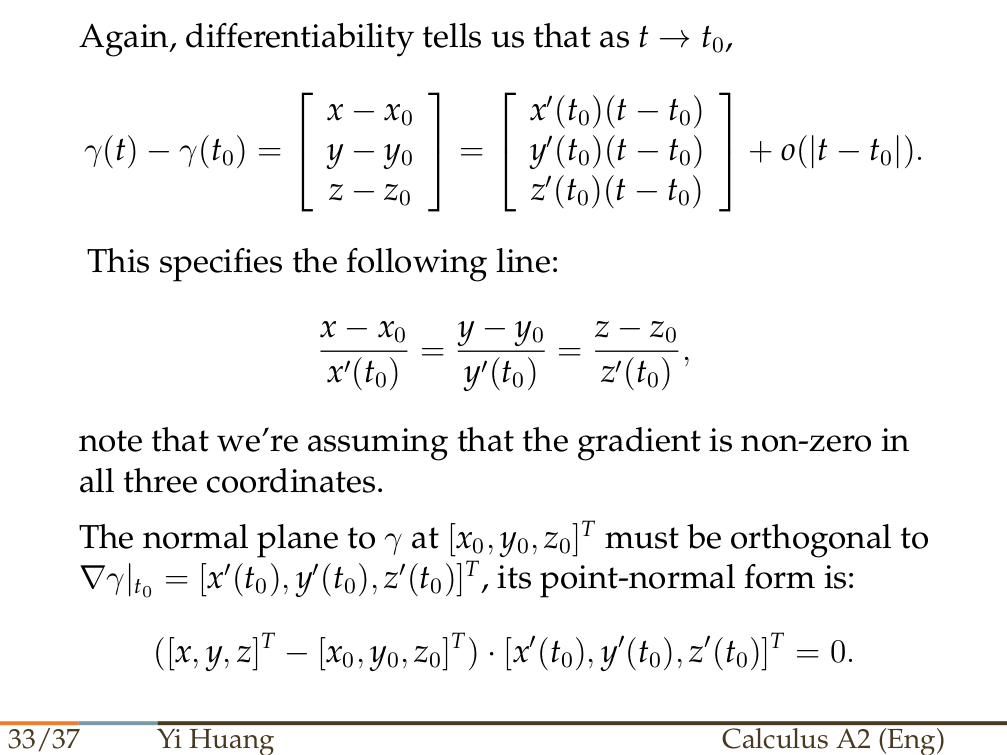 Again, differentiability tells us that as t → t₀,
γ(t) − γ(t₀) = [ x − x₀ ; y − y₀ ; z − z₀ ] = [ x′(t₀)(t − t₀) ; y′(t₀)(t − t₀) ; z′(t₀)(t − t₀) ] + o(|t − t₀|).
This specifies the following line:
(x − x₀)/x′(t₀) = (y − y₀)/y′(t₀) = (z − z₀)/z′(t₀),
note that we’re assuming that the gradient is non-zero in
all three coordinates.
The normal plane to γ at [x₀, y₀, z₀]ᵀ must be orthogonal to
∇γ|ₜ₀ = [x′(t₀), y′(t₀), z′(t₀)]ᵀ, its point-normal form is:
([x, y, z]ᵀ − [x₀, y₀, z₀]ᵀ) · [x′(t₀), y′(t₀), z′(t₀)]ᵀ = 0.
33/37 Yi Huang Calculus A2 (Eng)